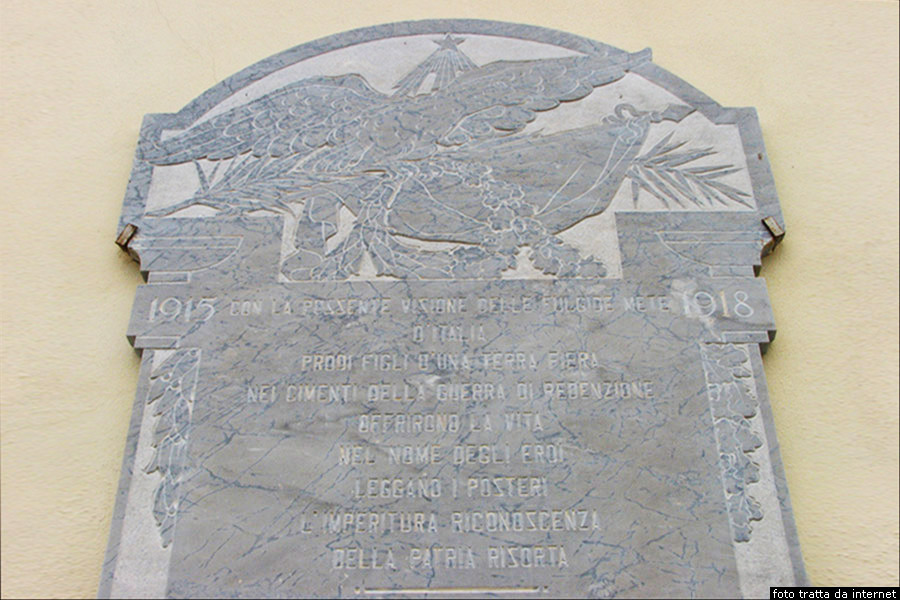 1915 CON LA POSSENTE VISIONE DELLE FULGIDE METE 1918
D'ITALIA
PRODI FIGLI D'UNA TERRA FIERA
NEI CIMENTI DELLA GUERRA DI REDENZIONE
OFFRIRONO LA VITA
NEL NOME DEGLI EROI
LEGGANO I POSTERI
L'IMPERITURA RICONOSCENZA
DELLA PATRIA RISORTA
foto tratta da internet